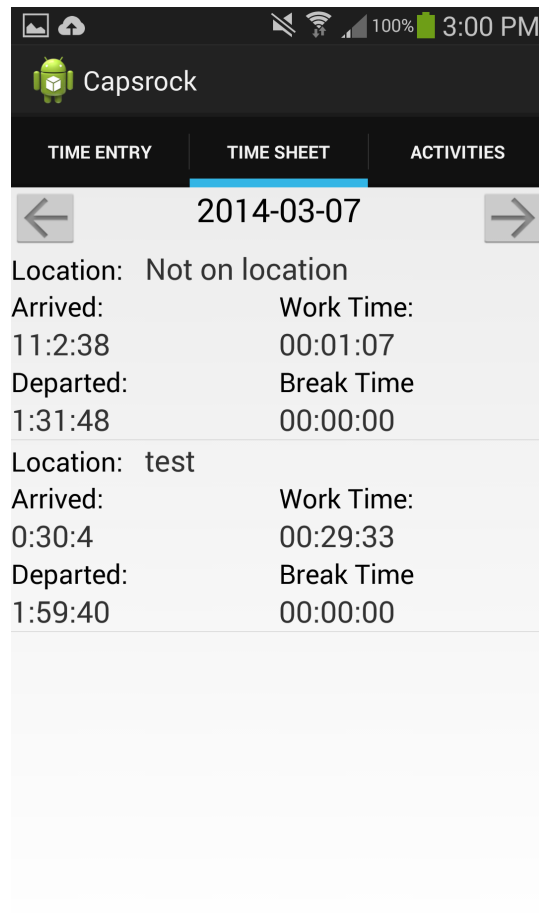 100% 3:00 PM
Capsrock
TIME ENTRY TIME SHEET ACTIVITIES
2014-03-07
Location: Not on location
Arrived: Work Time:
11:2:38 00:01:07
Departed: Break Time
1:31:48 00:00:00
Location: test
Arrived: Work Time:
0:30:4 00:29:33
Departed: Break Time
1:59:40 00:00:00